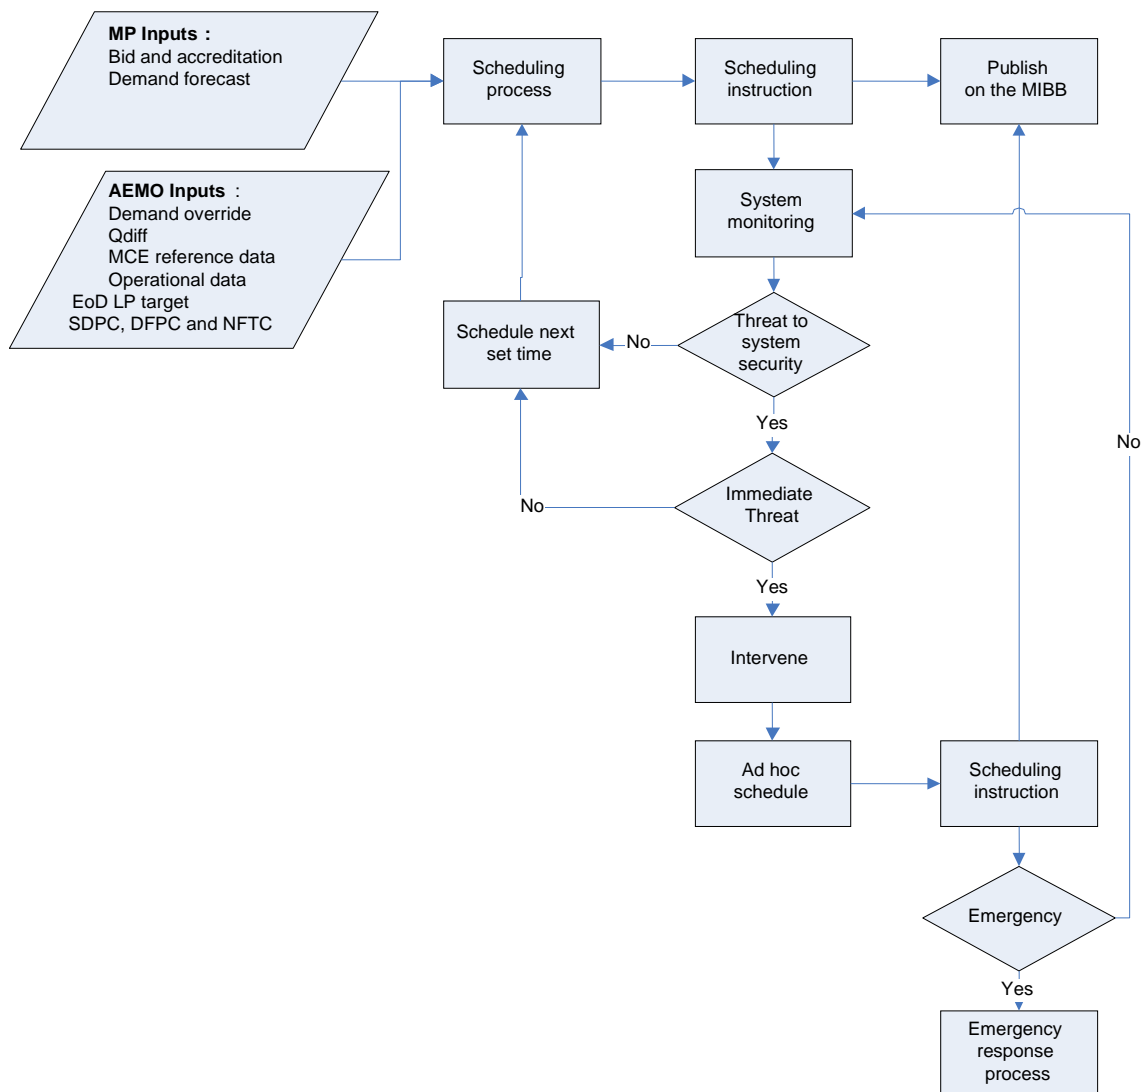 MP Inputs :
Bid and accreditation
Demand forecast
Scheduling
process
Scheduling
instruction
Publish
on the MIBB
AEMO Inputs :
Demand override
Qdiff
MCE reference data
Operational data
EoD LP target
SDPC, DFPC and NFTC
System
monitoring
Schedule next
set time
No
Threat to
system
security
Yes
No
Immediate
Threat
No
Yes
Intervene
Ad hoc
schedule
Scheduling
instruction
Emergency
Yes
Emergency
response
process